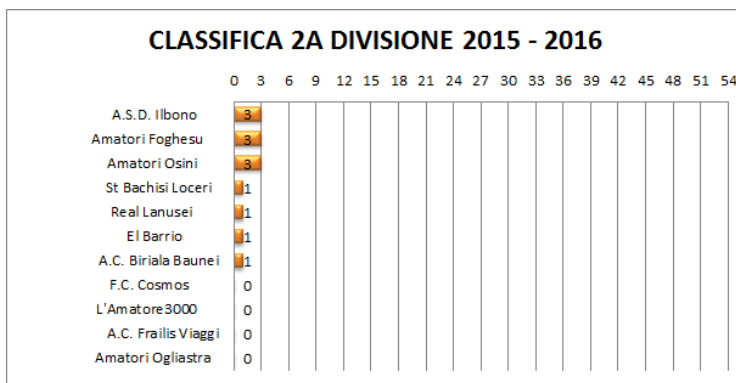 CLASSIFICA 2A DIVISIONE 2015 - 2016
0 3 6 9 12 15 18 21 24 27 30 33 36 39 42 45 48 51 54
A.S.D. Ilbono 3
Amatori Foghesu 3
Amatori Osini 3
St Bachisi Loceri 1
Real Lanusei 1
El Barrio 1
A.C. Biriala Baunei 1
F.C. Cosmos 0
L'Amatore3000 0
A.C. Frailis Viaggi 0
Amatori Ogliastra 0